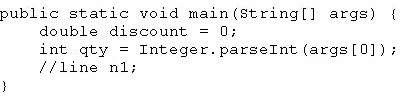 public static void main(String[] args) {
    double discount = 0;
    int qty = Integer.parseInt(args[0]);
    //line n1;
}